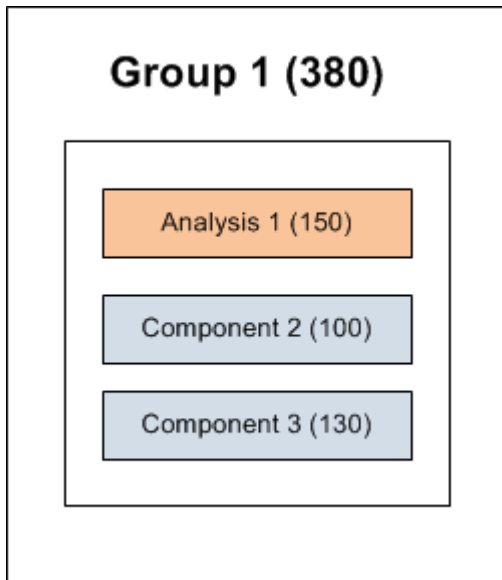 Group 1 (380)
Analysis 1 (150)
Component 2 (100)
Component 3 (130)